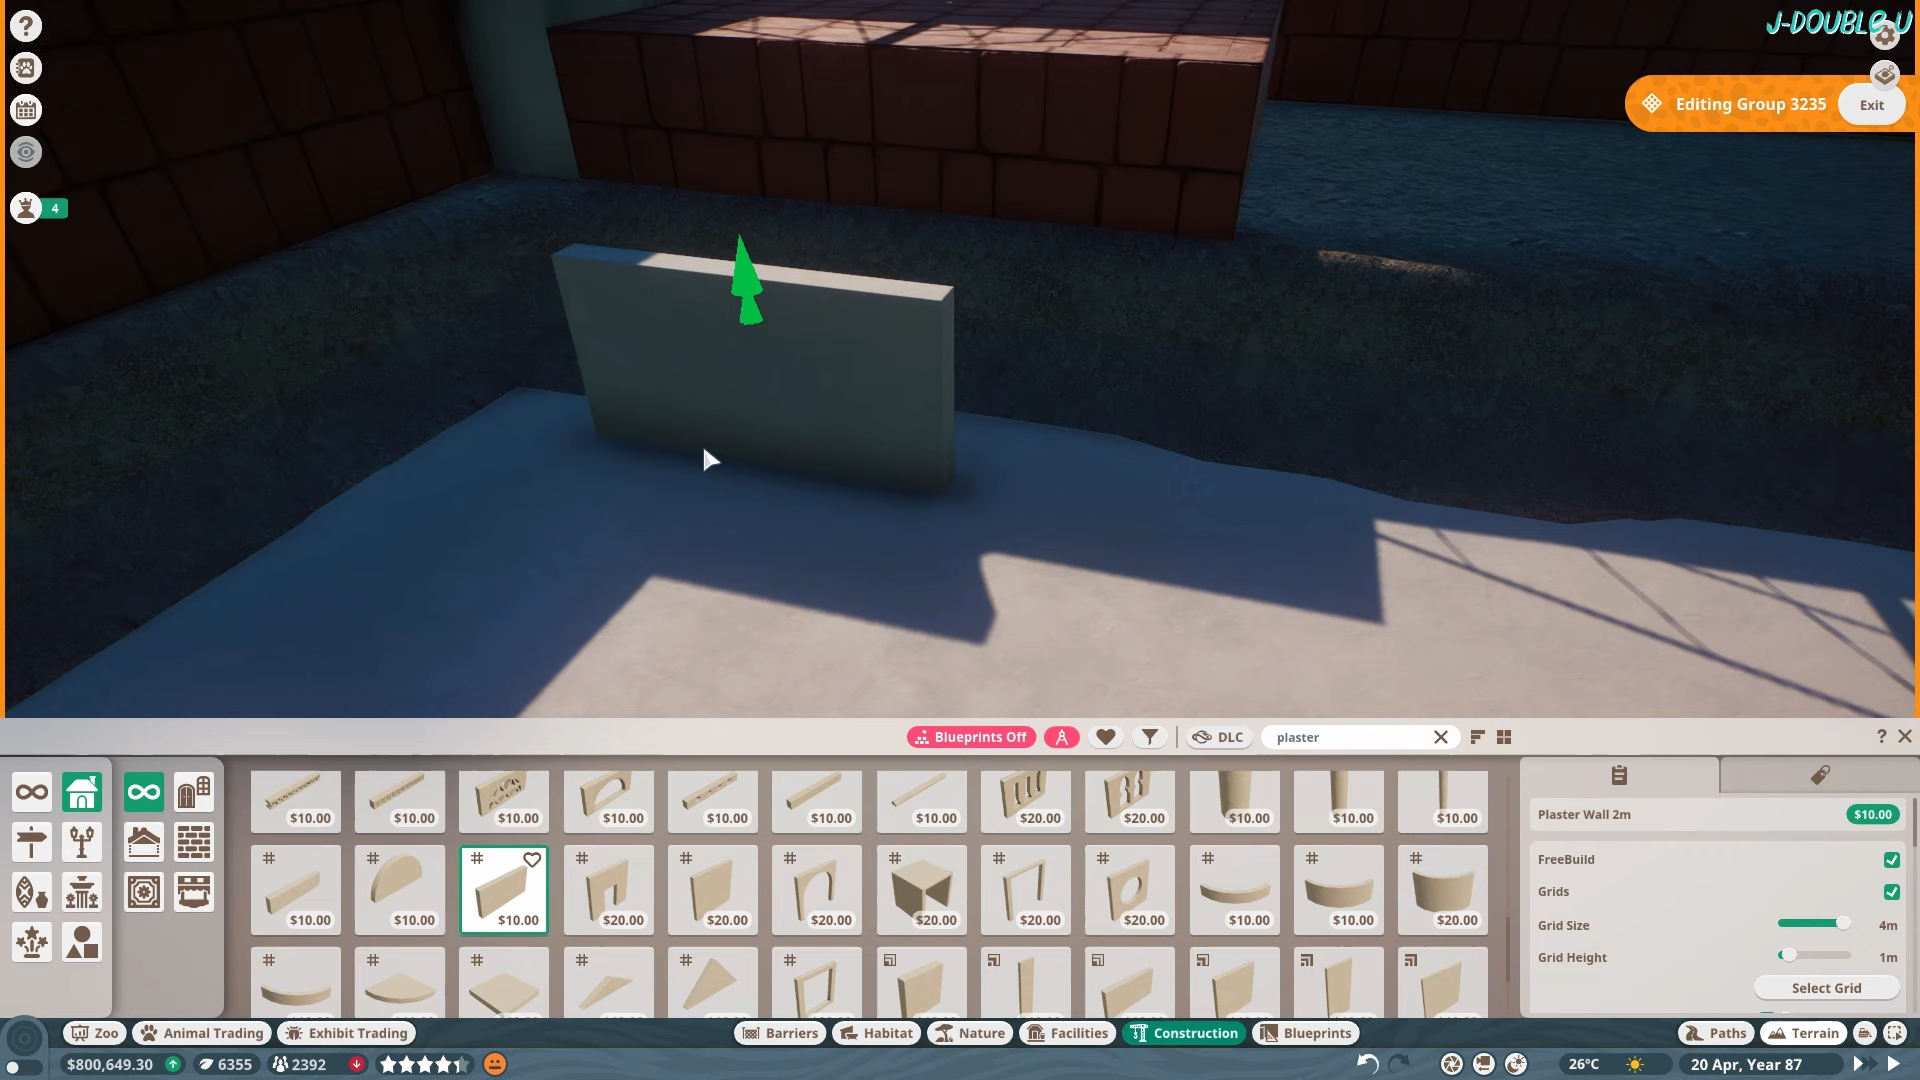 J-DOUBLE U
Editing Group 3235
Exit
4
Blueprints Off
DLC
plaster
?
$10.00 $10.00 $10.00 $10.00 $10.00 $10.00 $10.00 $20.00 $20.00 $10.00 $10.00 $10.00
$10.00 $10.00 $10.00 $20.00 $20.00 $20.00 $20.00 $20.00 $20.00 $10.00 $10.00 $20.00
Plaster Wall 2m
$10.00
FreeBuild
Grids
Grid Size
4m
Grid Height
1m
Select Grid
Zoo
Animal Trading
Exhibit Trading
Barriers
Habitat
Nature
Facilities
Construction
Blueprints
Paths
Terrain
$800,649.30
6355
2392
26°C
20 Apr, Year 87